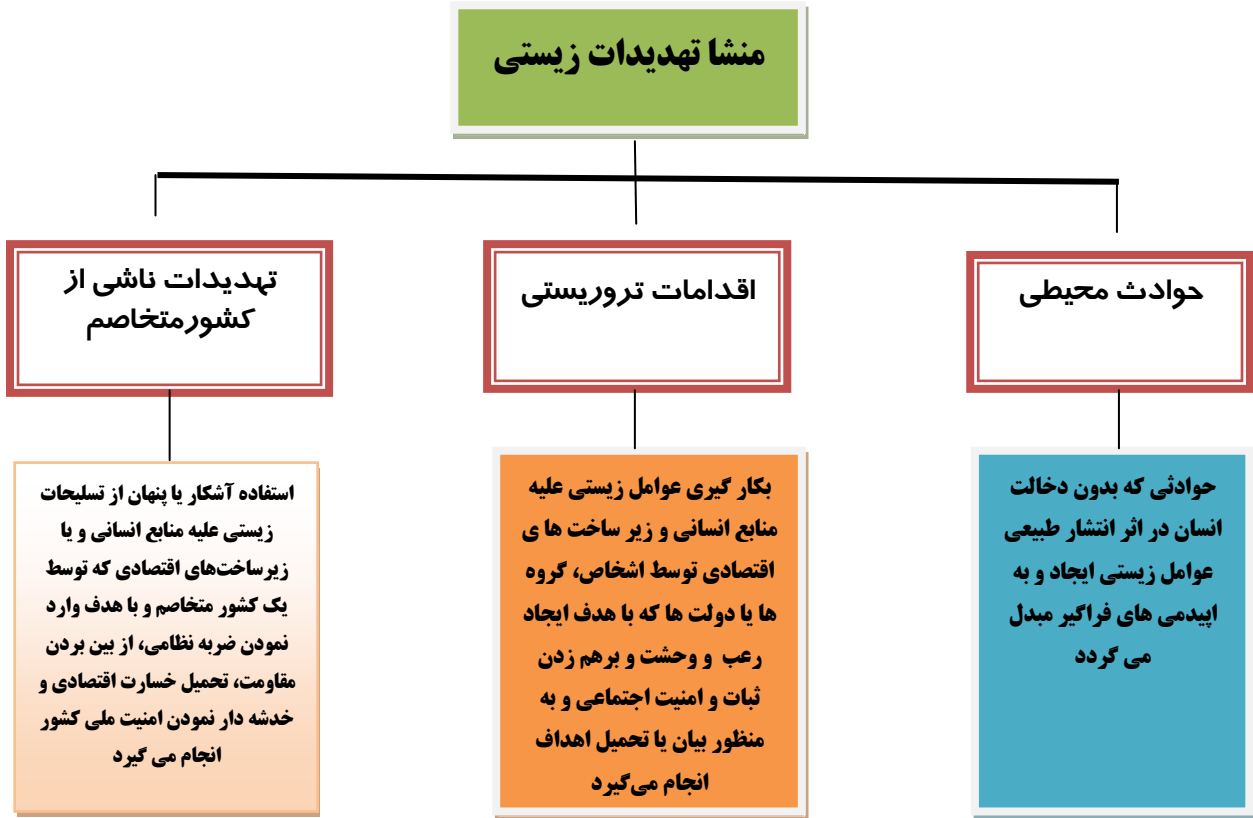 منشا تهدیدات زیستی
حوادث محیطی
اقدامات تروریستی
تهدیدات ناشی از
کشورمتخاصم
حوادثی که بدون دخالت
انسان در اثر انتشار طبیعی
عوامل زیستی ایجاد و به
اپیدمی های فراگیر مبدل
می گردد
بکار گیری عوامل زیستی علیه
منابع انسانی و زیر ساخت ها ی
اقتصادی توسط اشخاص، گروه
ها یا دولت ها که با هدف ایجاد
رعب و وحشت و برهم زدن
ثبات و امنیت اجتماعی و به
منظور بیان یا تحمیل اهداف
انجام می‌گیرد
استفاده آشکار یا پنهان از تسلیحات
زیستی علیه منابع انسانی و یا
زیرساخت‌های اقتصادی که توسط
یک کشور متخاصم و با هدف وارد
نمودن ضربه نظامی، از بین بردن
مقاومت، تحمیل خسارت اقتصادی و
خدشه دار نمودن امنیت ملی کشور
انجام می گیرد